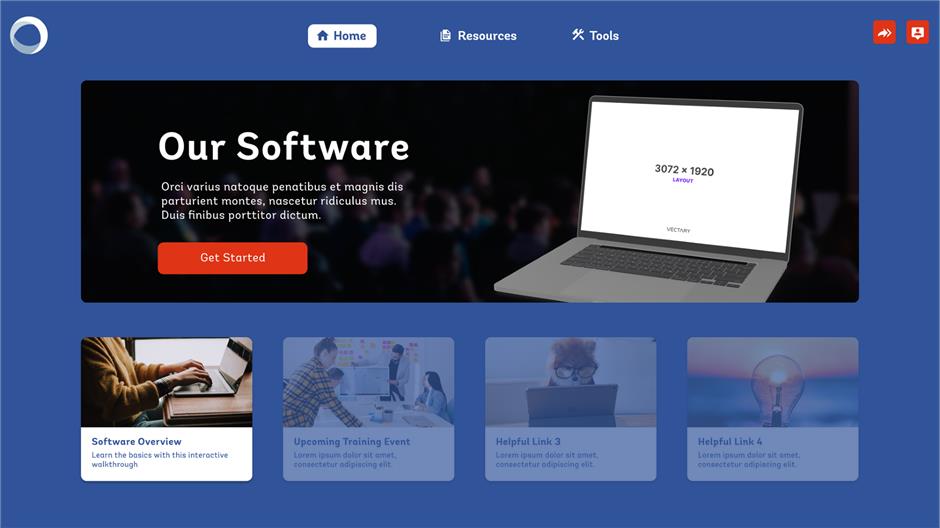 Home
Resources
Tools
Our Software
Orci varius natoque penatibus et magnis dis
parturient montes, nascetur ridiculus mus.
Duis finibus porttitor dictum.
Get Started
3072 × 1920
LAYOUT
VECTARY
Software Overview
Learn the basics with this interactive
walkthrough
Upcoming Training Event
Lorem ipsum dolor sit amet,
consectetur adipiscing elit.
Helpful Link 3
Lorem ipsum dolor sit amet,
consectetur adipiscing elit.
Helpful Link 4
Lorem ipsum dolor sit amet,
consectetur adipiscing elit.